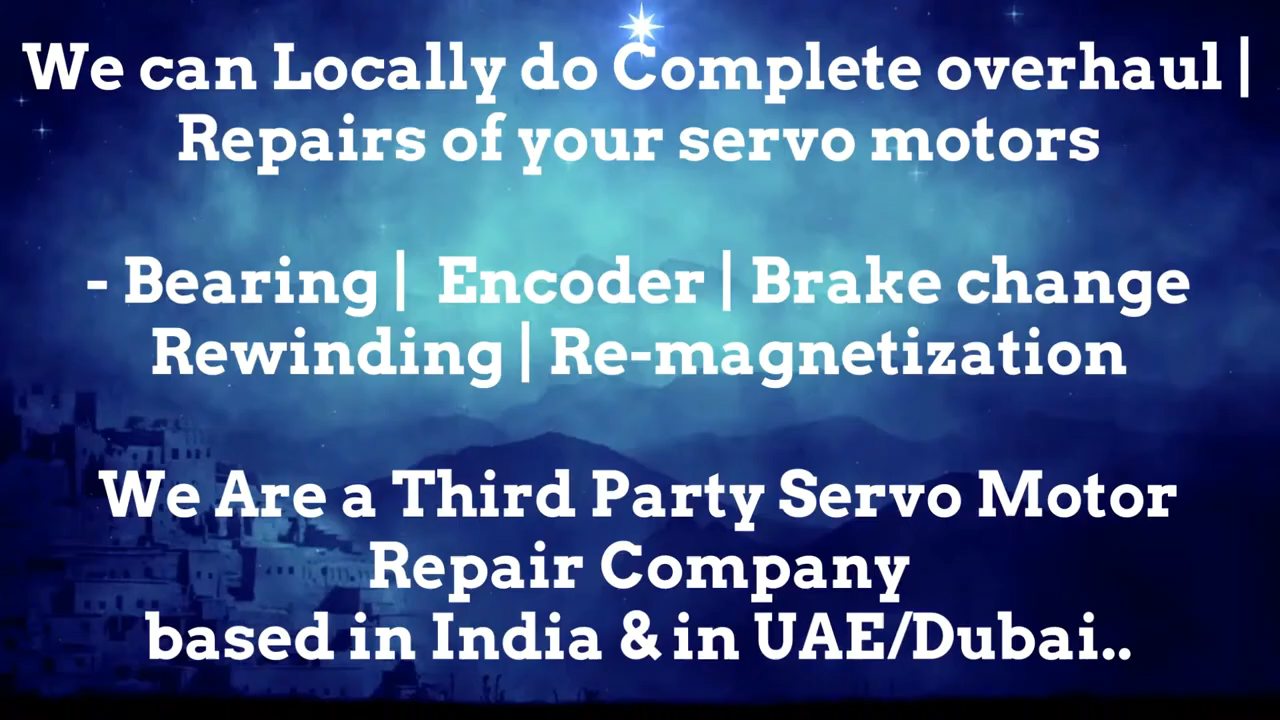 We can Locally do Complete overhaul |
Repairs of your servo motors
- Bearing | Encoder | Brake change
Rewinding | Re-magnetization
We Are a Third Party Servo Motor
Repair Company
based in India & in UAE/Dubai..